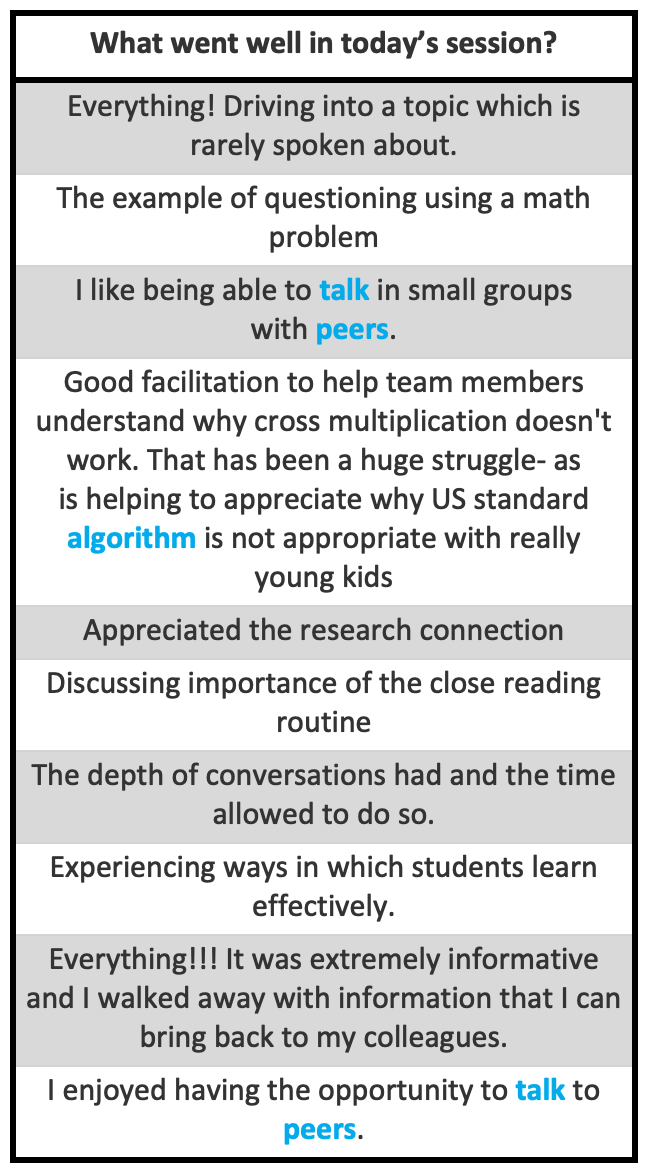 What went well in today’s session?
Everything! Driving into a topic which is
rarely spoken about.
The example of questioning using a math
problem
I like being able to talk in small groups
with peers.
Good facilitation to help team members
understand why cross multiplication doesn't
work. That has been a huge struggle- as
is helping to appreciate why US standard
algorithm is not appropriate with really
young kids
Appreciated the research connection
Discussing importance of the close reading
routine
The depth of conversations had and the time
allowed to do so.
Experiencing ways in which students learn
effectively.
Everything!!! It was extremely informative
and I walked away with information that I can
bring back to my colleagues.
I enjoyed having the opportunity to talk to
peers.